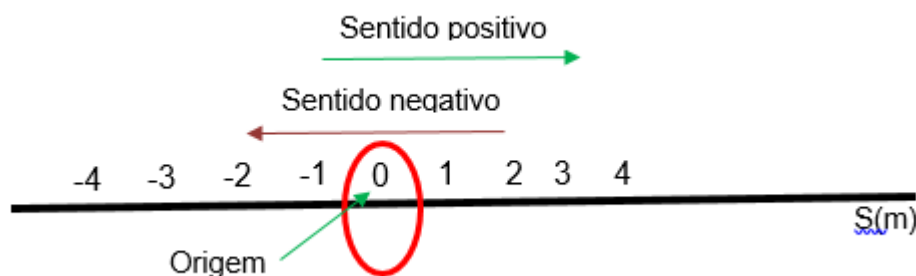 Sentido positivo
Sentido negativo
-4 -3 -2 -1 0 1 2 3 4
S(m)
Origem